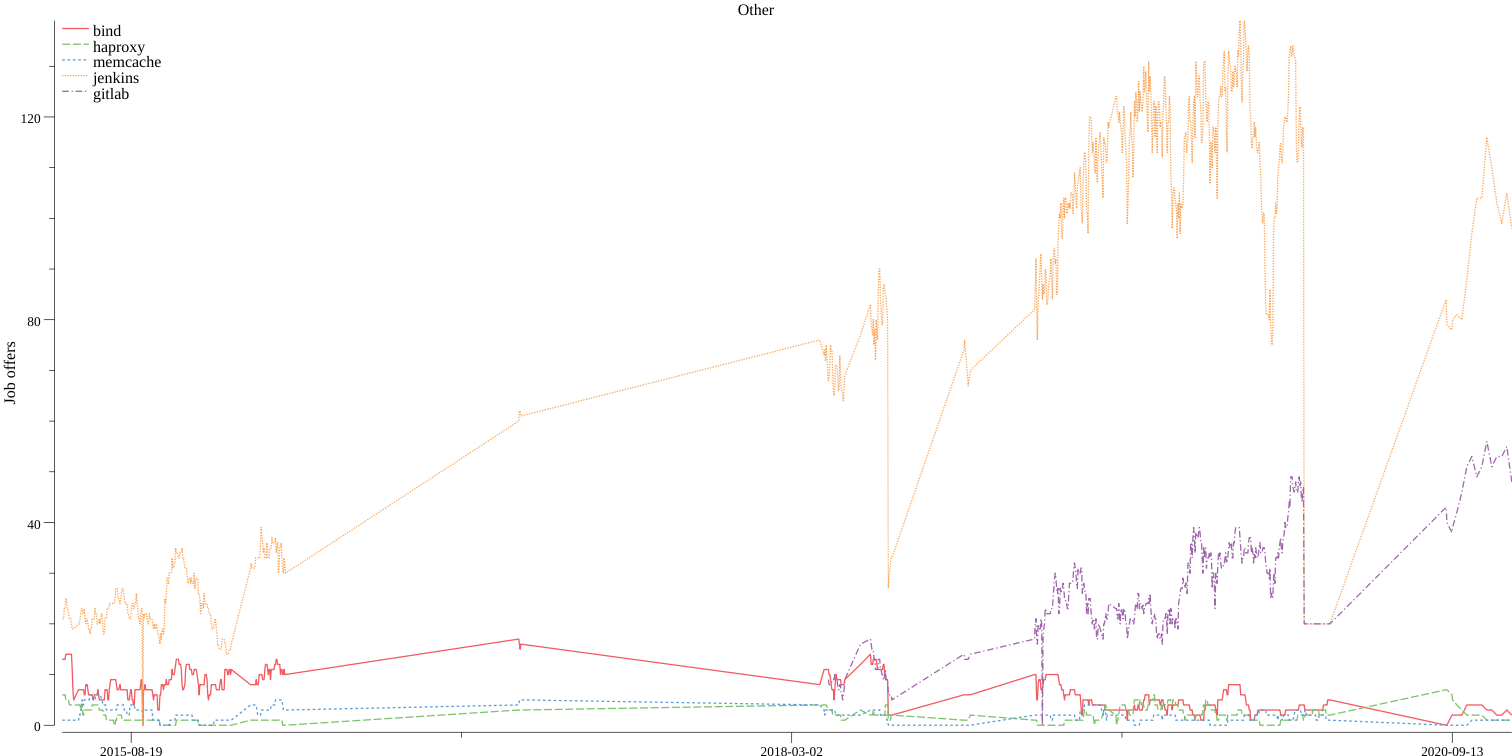 Other
bind
haproxy
memcache
jenkins
gitlab
120
80
40
0
Job offers
2015-08-19
2018-03-02
2020-09-13